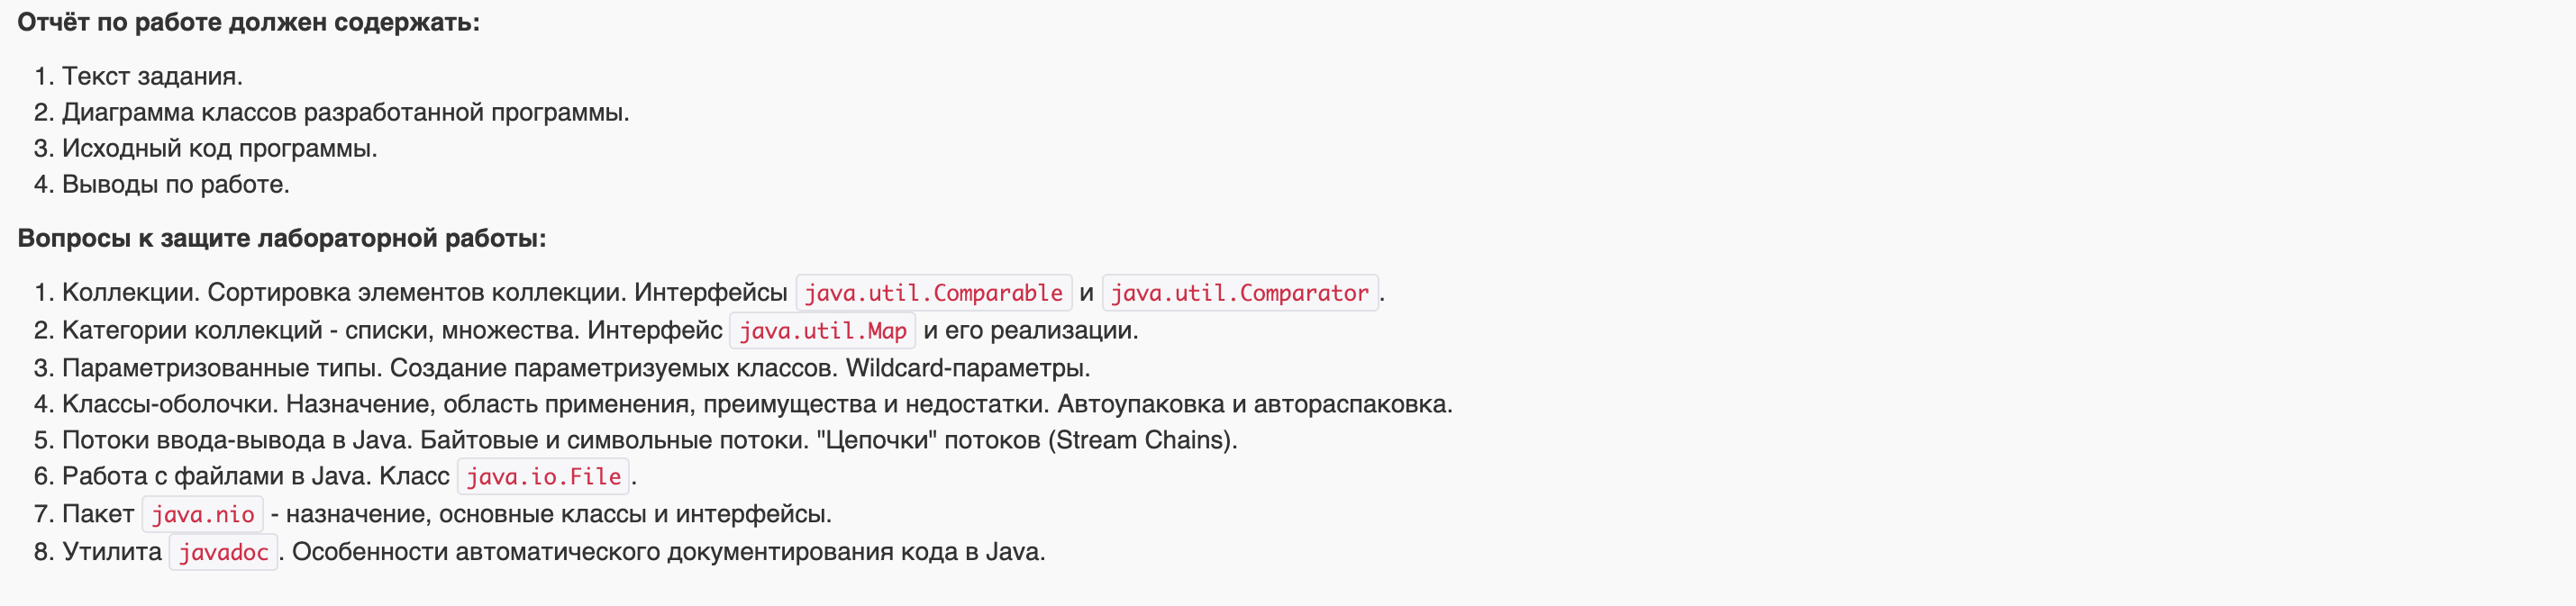 Отчёт по работе должен содержать:
1. Текст задания.
2. Диаграмма классов разработанной программы.
3. Исходный код программы.
4. Выводы по работе.
Вопросы к защите лабораторной работы:
1. Коллекции. Сортировка элементов коллекции. Интерфейсы java.util.Comparable и java.util.Comparator.
2. Категории коллекций - списки, множества. Интерфейс java.util.Map и его реализации.
3. Параметризованные типы. Создание параметризуемых классов. Wildcard-параметры.
4. Классы-оболочки. Назначение, область применения, преимущества и недостатки. Автоупаковка и автораспаковка.
5. Потоки ввода-вывода в Java. Байтовые и символьные потоки. "Цепочки" потоков (Stream Chains).
6. Работа с файлами в Java. Класс java.io.File.
7. Пакет java.nio - назначение, основные классы и интерфейсы.
8. Утилита javadoc. Особенности автоматического документирования кода в Java.